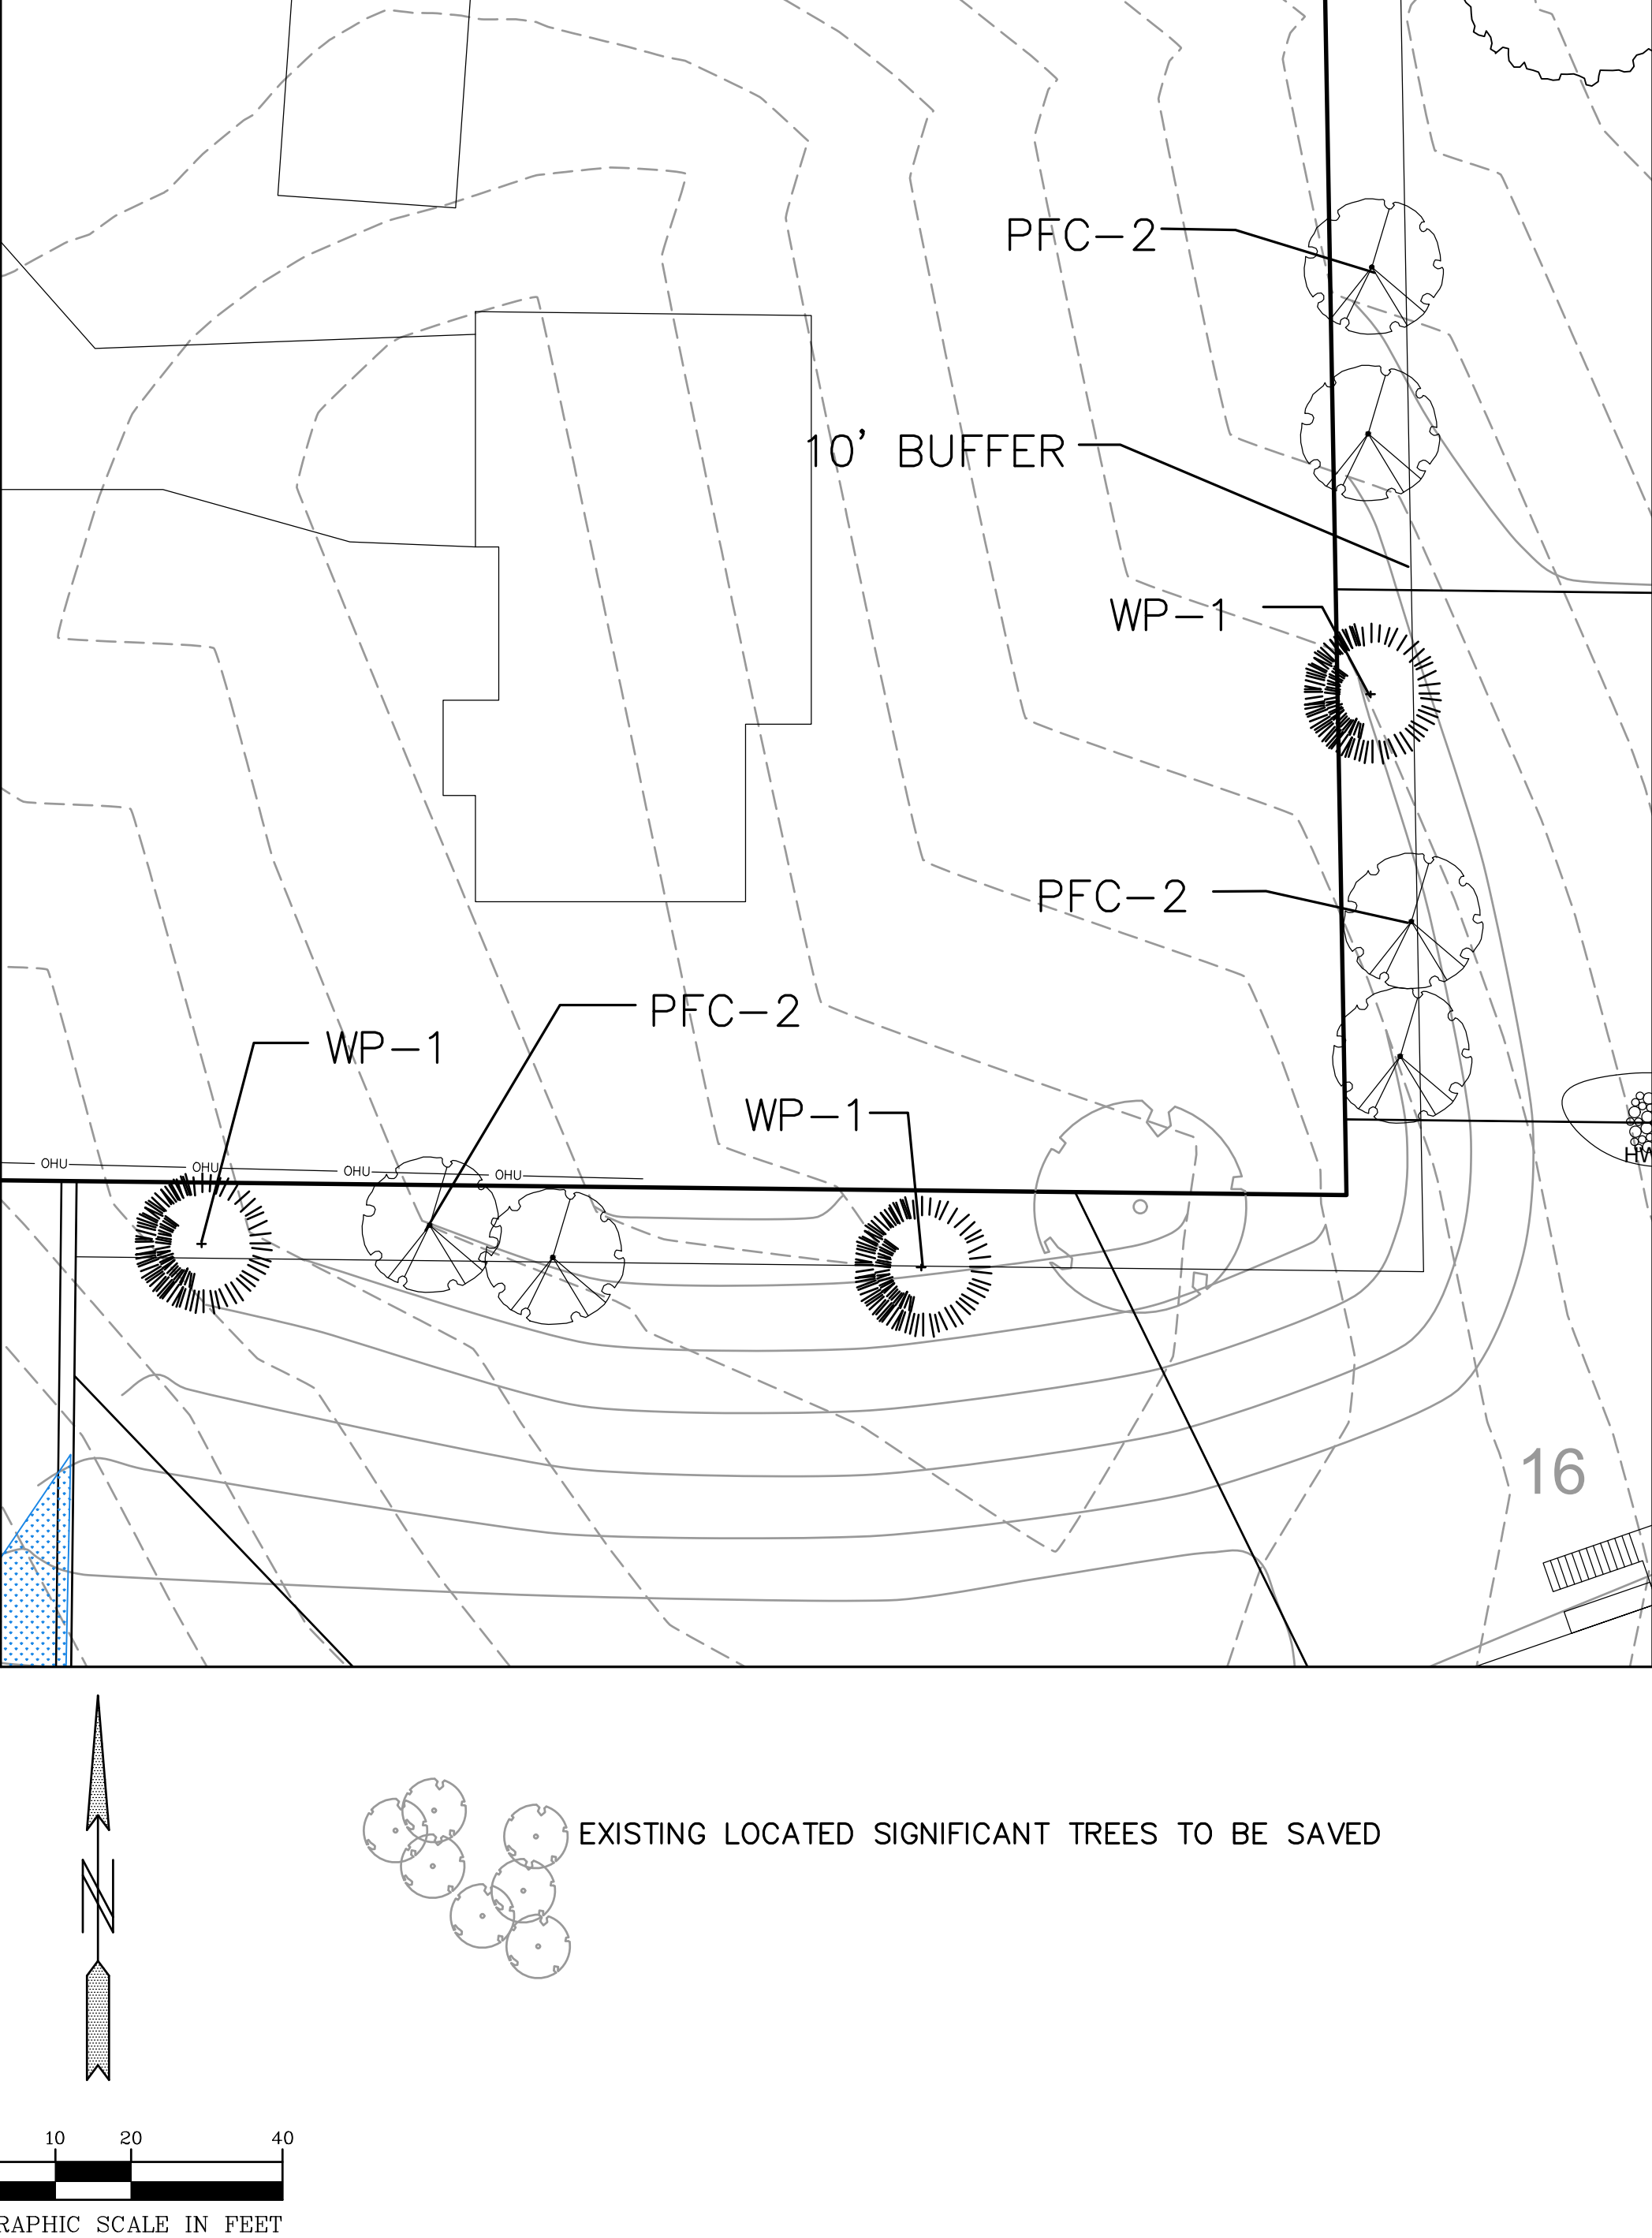 PFC-2
10' BUFFER
WP-1
PFC-2
PFC-2
WP-1
WP-1
OHU
OHU
OHU
OHU
HW
16
N
EXISTING LOCATED SIGNIFICANT TREES TO BE SAVED
10 20 40
RAPHIC SCALE IN FEET